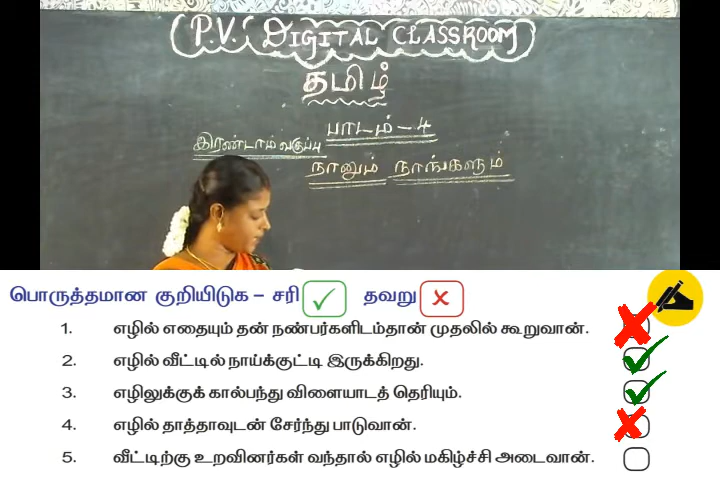 P.V. DIGITAL CLASSROOM
தமிழ்
பாடம் - 4
இரண்டாம் வகுப்பு
நானும் நாங்களும்
பொருத்தமான குறியிடுக – சரி ✓ தவறு ×
1. எழில் எதையும் தன் நண்பர்களிடம்தான் முதலில் கூறுவான்.
2. எழில் வீட்டில் நாய்க்குட்டி இருக்கிறது.
3. எழிலுக்குக் கால்பந்து விளையாடத் தெரியும்.
4. எழில் தாத்தாவுடன் சேர்ந்து பாடுவான்.
5. வீட்டிற்கு உறவினர்கள் வந்தால் எழில் மகிழ்ச்சி அடைவான்.